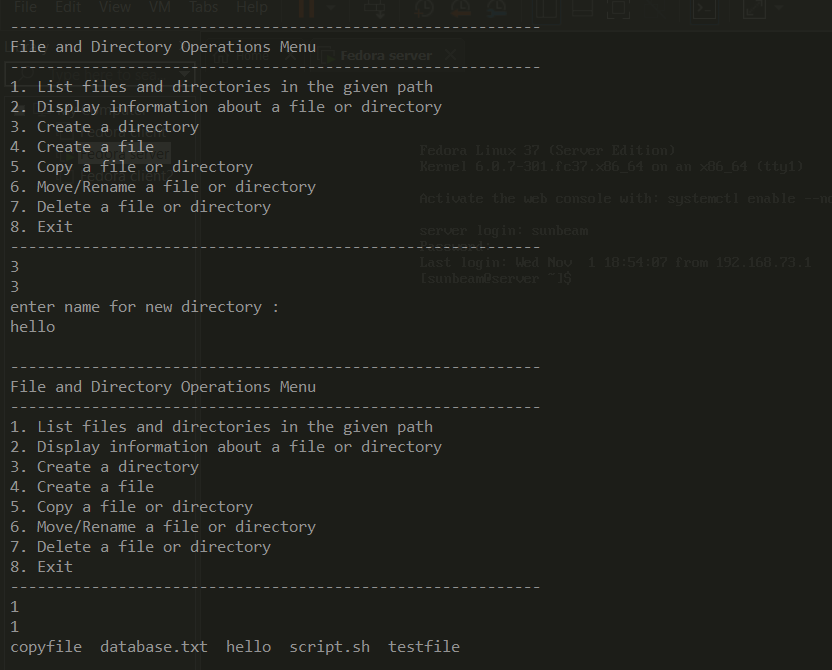 File Edit View VM Tabs Help
------------------------------------------------------------
File and Directory Operations Menu
Fedora server
------------------------------------------------------------
1. List files and directories in the given path
2. Display information about a file or directory
3. Create a directory
4. Create a file
5. Copy a file or directory
6. Move/Rename a file or directory
7. Delete a file or directory
8. Exit
------------------------------------------------------------
3
3
enter name for new directory :
hello
Fedora Linux 37 (Server Edition)
Kernel 6.0.7-301.fc37.x86_64 on an x86_64 (tty1)
Activate the web console with: systemctl enable
server login: sunbeam
Password:
Last login: Wed Nov 1 18:54:07 from 192.168.73.1
[sunbeam@server ~]$
------------------------------------------------------------
File and Directory Operations Menu
------------------------------------------------------------
1. List files and directories in the given path
2. Display information about a file or directory
3. Create a directory
4. Create a file
5. Copy a file or directory
6. Move/Rename a file or directory
7. Delete a file or directory
8. Exit
------------------------------------------------------------
1
1
copyfile database.txt hello script.sh testfile